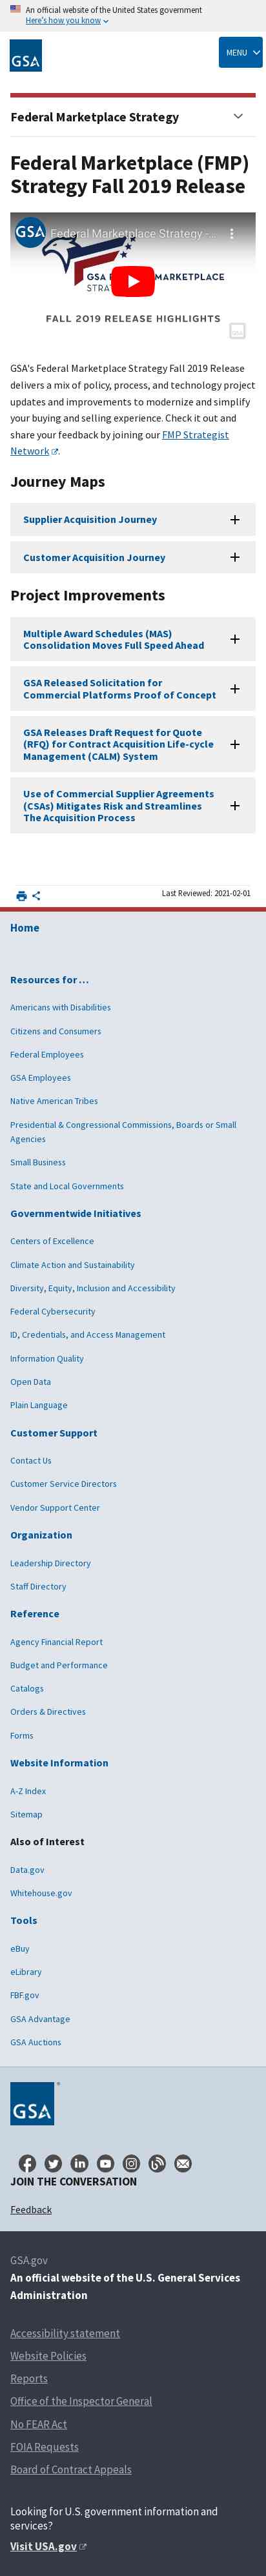 An official website of the United States government
Here's how you know
GSA
MENU
Federal Marketplace Strategy
Federal Marketplace (FMP)
Strategy Fall 2019 Release
GSA
Federal Marketplace Strategy -...
GSA FEDERAL MARKETPLACE
STRATEGY
FALL 2019 RELEASE HIGHLIGHTS
GSA's Federal Marketplace Strategy Fall 2019 Release
delivers a mix of policy, process, and technology project
updates designed to modernize and simplify your
buying and selling experience. Check it out and
share your feedback by joining our FMP Strategist
Network.
Journey Maps
Supplier Acquisition Journey
Customer Acquisition Journey
Project Improvements
Multiple Award Schedules (MAS)
Consolidation Moves Full Speed Ahead
GSA Released Solicitation for
Commercial Platforms Proof of Concept
GSA Releases Draft Request for Quote
(RFQ) for Contract Acquisition Life-cycle
Management (CALM) System
Use of Commercial Supplier Agreements
(CSAs) Mitigates Risk and Streamlines
The Acquisition Process
Last Reviewed: 2021-02-01
Home
Resources for …
Americans with Disabilities
Citizens and Consumers
Federal Employees
GSA Employees
Native American Tribes
Presidential & Congressional Commissions, Boards or Small
Agencies
Small Business
State and Local Governments
Governmentwide Initiatives
Centers of Excellence
Climate Action and Sustainability
Diversity, Equity, Inclusion and Accessibility
Federal Cybersecurity
ID, Credentials, and Access Management
Information Quality
Open Data
Plain Language
Customer Support
Contact Us
Customer Service Directors
Vendor Support Center
Organization
Leadership Directory
Staff Directory
Reference
Agency Financial Report
Budget and Performance
Catalogs
Orders & Directives
Forms
Website Information
A-Z Index
Sitemap
Also of Interest
Data.gov
Whitehouse.gov
Tools
eBuy
eLibrary
FBF.gov
GSA Advantage
GSA Auctions
GSA
JOIN THE CONVERSATION
Feedback
GSA.gov
An official website of the U.S. General Services
Administration
Accessibility statement
Website Policies
Reports
Office of the Inspector General
No FEAR Act
FOIA Requests
Board of Contract Appeals
Looking for U.S. government information and
services?
Visit USA.gov